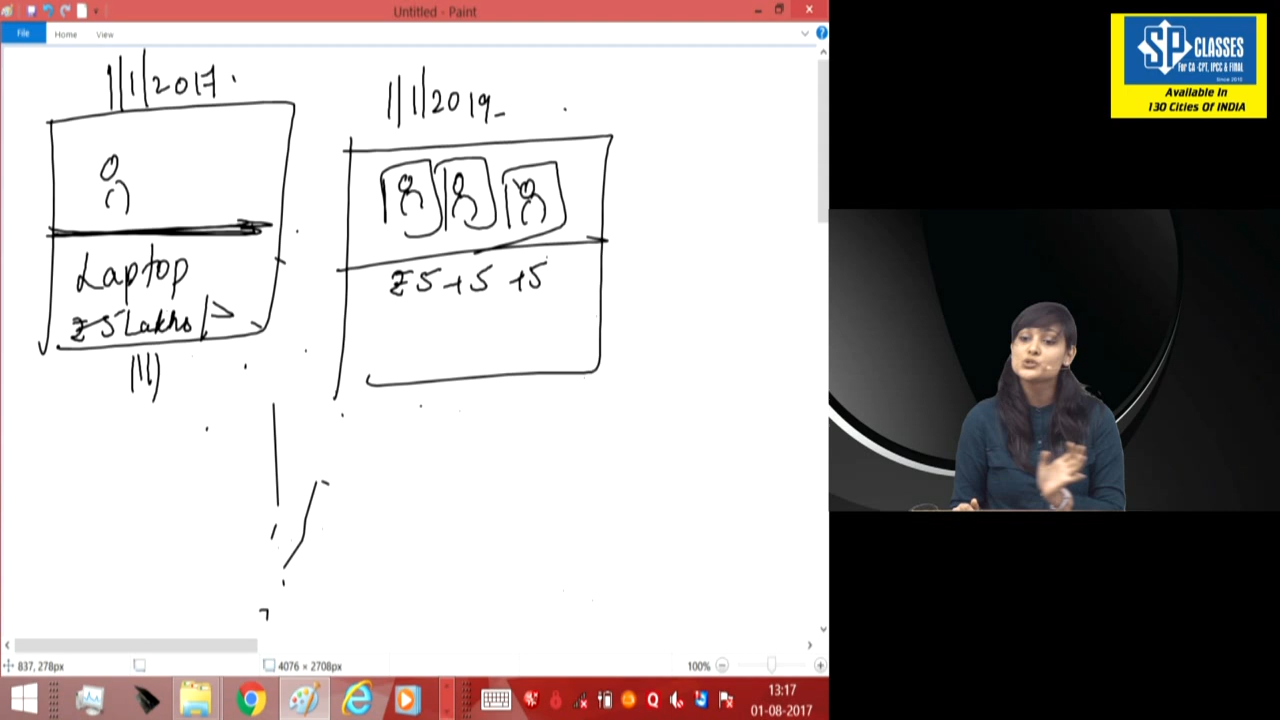 Untitled - Paint
File Home View
1/1/2017.
1/1/2019
Laptop
₹5 Lakhs/-
₹5+5+5
SP CLASSES
For CA -CPT, IPCC & FINAL
Since 2010
Available In
130 Cities Of INDIA
837, 278px
4076 × 2708px
100%
13:17
01-08-2017